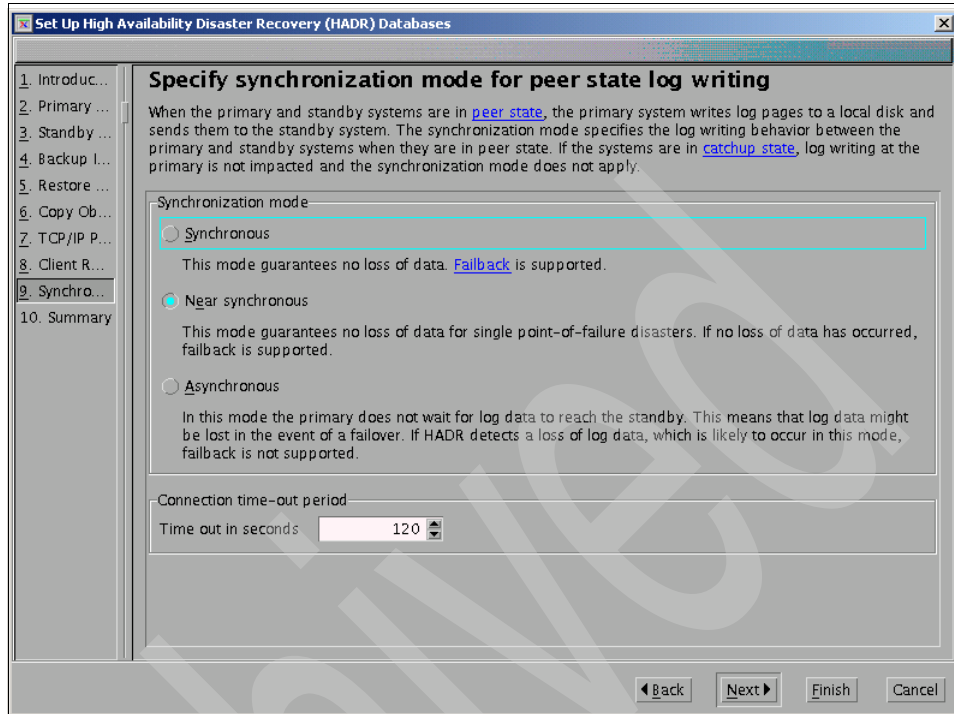 Set Up High Availability Disaster Recovery (HADR) Databases
1. Introduc...
2. Primary ...
3. Standby ...
4. Backup I...
5. Restore ...
6. Copy Ob...
7. TCP/IP P...
8. Client R...
9. Synchro...
10. Summary
Specify synchronization mode for peer state log writing
When the primary and standby systems are in peer state, the primary system writes log pages to a local disk and
sends them to the standby system. The synchronization mode specifies the log writing behavior between the
primary and standby systems when they are in peer state. If the systems are in catchup state, log writing at the
primary is not impacted and the synchronization mode does not apply.
Synchronization mode
Synchronous
This mode guarantees no loss of data. Failback is supported.
Near synchronous
This mode guarantees no loss of data for single point-of-failure disasters. If no loss of data has occurred,
failback is supported.
Asynchronous
In this mode the primary does not wait for log data to reach the standby. This means that log data might
be lost in the event of a failover. If HADR detects a loss of log data, which is likely to occur in this mode,
failback is not supported.
Connection time-out period
Time out in seconds 120
Back Next Finish Cancel
hived